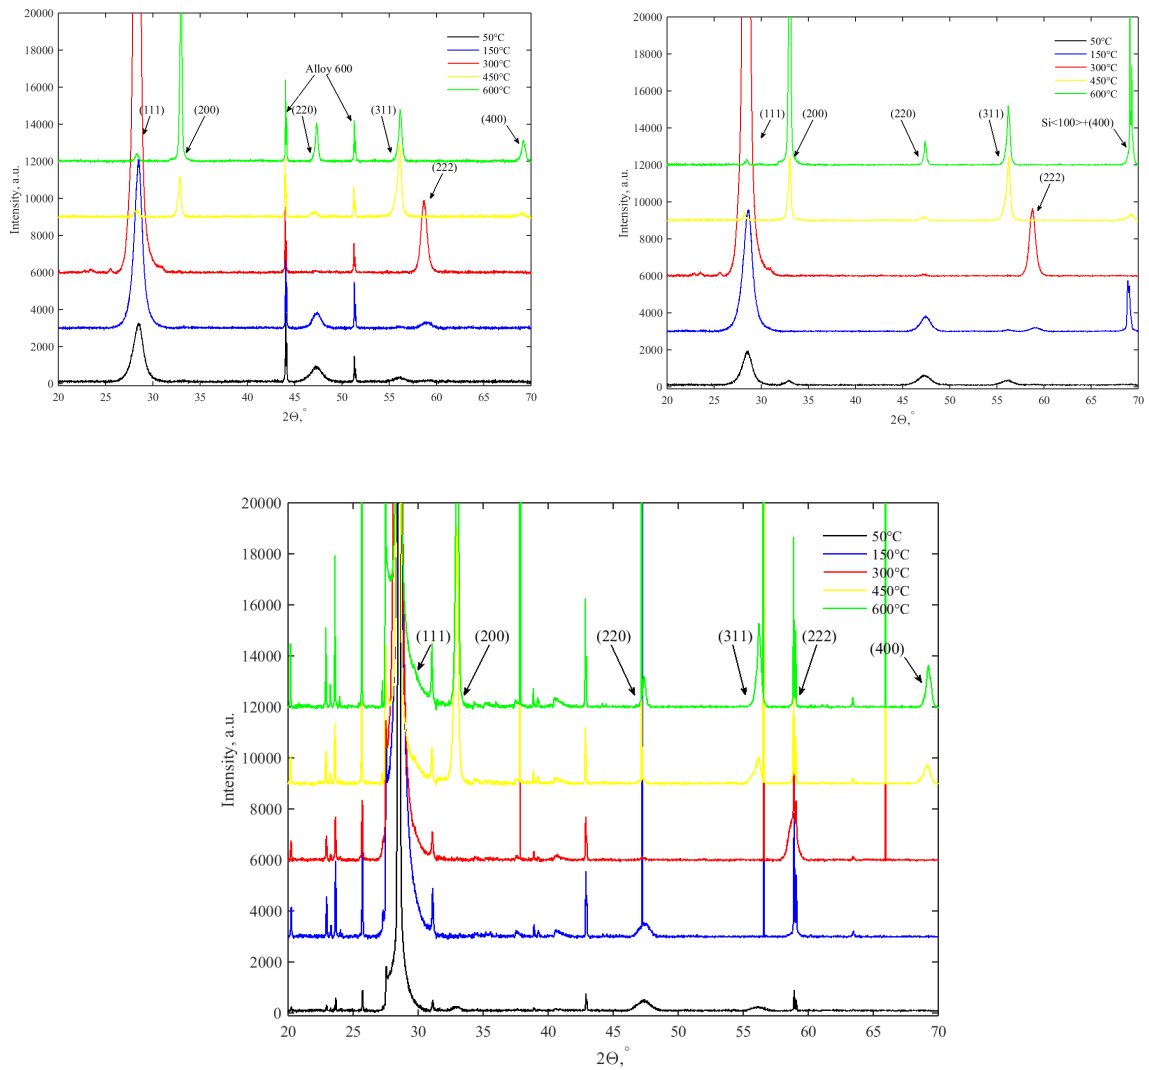 20000
18000
16000
14000
12000
10000
8000
6000
4000
2000
0
Intensity, a.u.
50°C
150°C
300°C
450°C
600°C
Alloy 600
(111)
(200)
(220)
(311)
(400)
(222)
20 25 30 35 40 45 50 55 60 65 70
2Θ,°
20000
18000
16000
14000
12000
10000
8000
6000
4000
2000
0
Intensity, a.u.
50°C
150°C
300°C
450°C
600°C
(111)
(200)
(220)
(311)
Si<100>+(400)
(222)
20 25 30 35 40 45 50 55 60 65 70
2Θ,°
20000
18000
16000
14000
12000
10000
8000
6000
4000
2000
0
Intensity, a.u.
50°C
150°C
300°C
450°C
600°C
(111)
(200)
(220)
(311)
(222)
(400)
20 25 30 35 40 45 50 55 60 65 70
2Θ,°